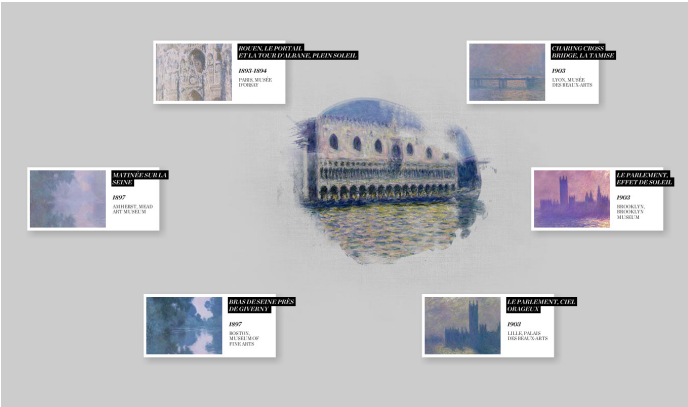 ROUEN, LE PORTAIL
ET LA TOUR D'ALBANE, PLEIN SOLEIL
1893-1894
PARIS, MUSÉE
D'ORSAY
CHARING CROSS
BRIDGE, LA TAMISE
1903
LYON, MUSÉE
DES BEAUX-ARTS
MATINÉE SUR LA
SEINE
1897
AMHERST, MEAD
ART MUSEUM
LE PARLEMENT,
EFFET DE SOLEIL
1903
BROOKLYN,
BROOKLYN
MUSEUM
BRAS DE SEINE PRÈS
DE GIVERNY
1897
BOSTON,
MUSEUM OF
FINE ARTS
LE PARLEMENT, CIEL
ORAGEUX
1903
LILLE, PALAIS
DES BEAUX-ARTS